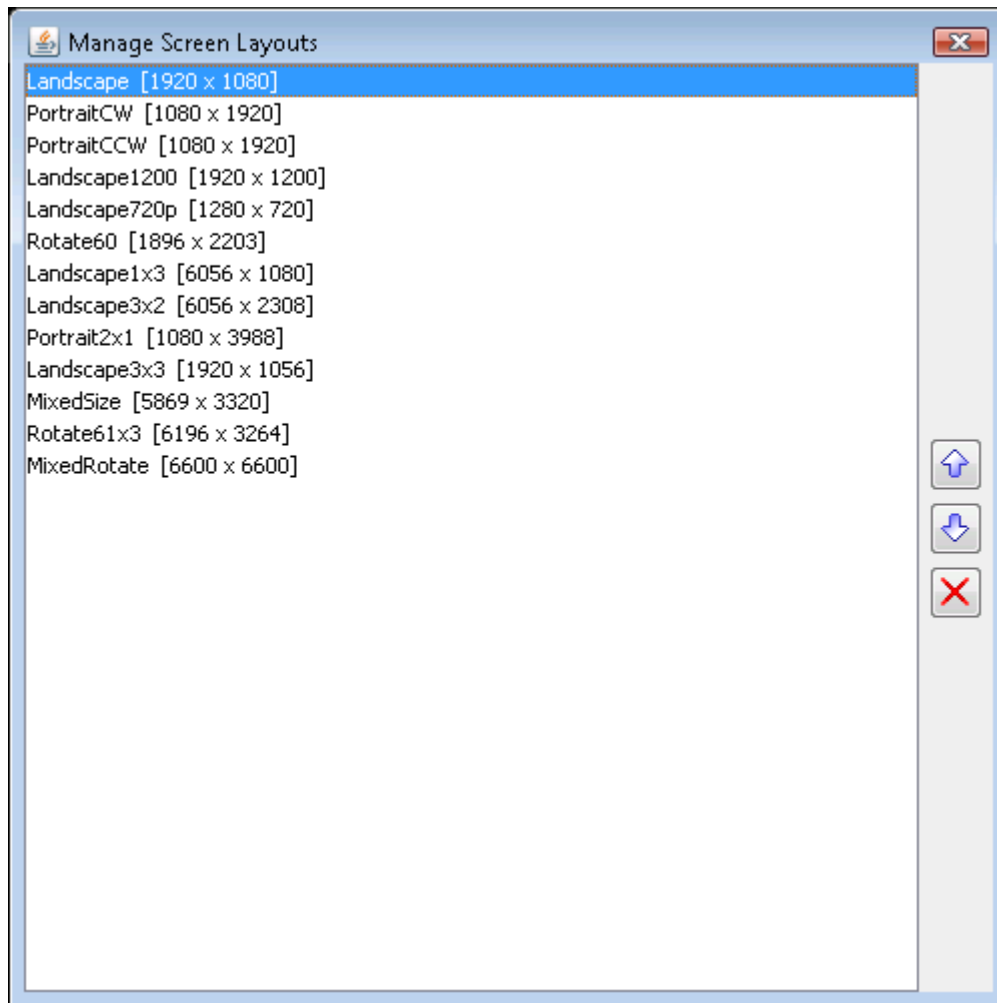 Manage Screen Layouts
Landscape [1920 x 1080]
PortraitCW [1080 x 1920]
PortraitCCW [1080 x 1920]
Landscape1200 [1920 x 1200]
Landscape720p [1280 x 720]
Rotate60 [1896 x 2203]
Landscape1x3 [6056 x 1080]
Landscape3x2 [6056 x 2308]
Portrait2x1 [1080 x 3988]
Landscape3x3 [1920 x 1056]
MixedSize [5869 x 3320]
Rotate61x3 [6196 x 3264]
MixedRotate [6600 x 6600]